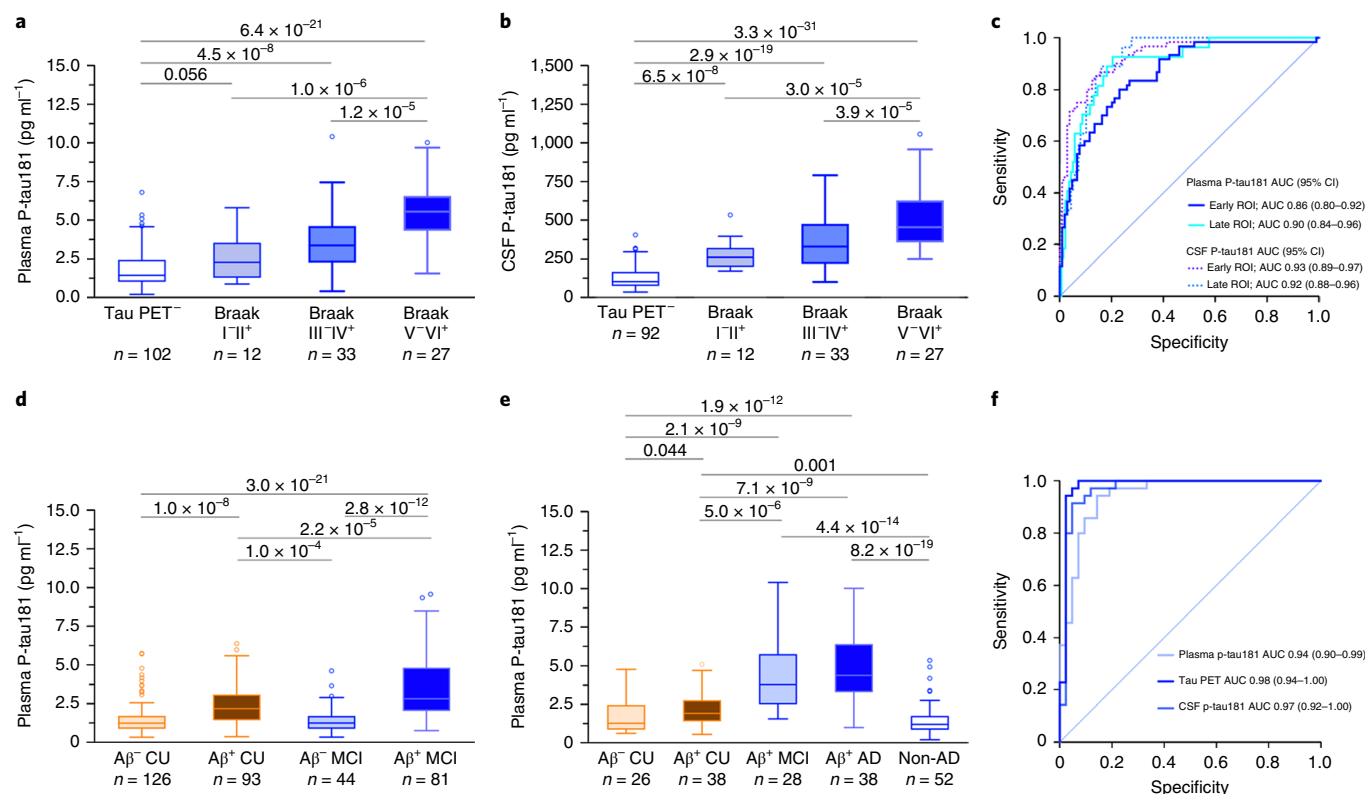 a
6.4 × 10⁻²¹
4.5 × 10⁻⁸
0.056
1.0 × 10⁻⁶
1.2 × 10⁻⁵
Plasma P-tau181 (pg ml⁻¹)
15.0
12.5
10.0
7.5
5.0
2.5
0.0
Tau PET⁻ Braak Braak Braak
I⁻II⁺ III⁻IV⁺ V⁻VI⁺
n = 102 n = 12 n = 33 n = 27
b
3.3 × 10⁻³¹
2.9 × 10⁻¹⁹
6.5 × 10⁻⁸
3.0 × 10⁻⁵
3.9 × 10⁻⁵
CSF P-tau181 (pg ml⁻¹)
1,500
1,250
1,000
750
500
250
0
Tau PET⁻ Braak Braak Braak
I⁻II⁺ III⁻IV⁺ V⁻VI⁺
n = 92 n = 12 n = 33 n = 27
c
Sensitivity
1.0
0.8
0.6
0.4
0.2
0
Plasma P-tau181 AUC (95% CI)
Early ROI; AUC 0.86 (0.80–0.92)
Late ROI; AUC 0.90 (0.84–0.96)
CSF P-tau181 AUC (95% CI)
Early ROI; AUC 0.93 (0.89–0.97)
Late ROI; AUC 0.92 (0.88–0.96)
0 0.2 0.4 0.6 0.8 1.0
Specificity
d
3.0 × 10⁻²¹
1.0 × 10⁻⁸ 2.8 × 10⁻¹²
2.2 × 10⁻⁵
1.0 × 10⁻⁴
Plasma P-tau181 (pg ml⁻¹)
15.0
12.5
10.0
7.5
5.0
2.5
0
Aβ⁻ CU Aβ⁺ CU Aβ⁻ MCI Aβ⁺ MCI
n = 126 n = 93 n = 44 n = 81
e
1.9 × 10⁻¹²
2.1 × 10⁻⁹
0.044
0.001
7.1 × 10⁻⁹
5.0 × 10⁻⁶
4.4 × 10⁻¹⁴
8.2 × 10⁻¹⁹
Plasma P-tau181 (pg ml⁻¹)
15.0
12.5
10.0
7.5
5.0
2.5
0
Aβ⁻ CU Aβ⁺ CU Aβ⁺ MCI Aβ⁺ AD Non-AD
n = 26 n = 38 n = 28 n = 38 n = 52
f
Sensitivity
1.0
0.8
0.6
0.4
0.2
0
Plasma p-tau181 AUC 0.94 (0.90–0.99)
Tau PET AUC 0.98 (0.94–1.00)
CSF p-tau181 AUC 0.97 (0.92–1.00)
0 0.2 0.4 0.6 0.8 1.0
Specificity